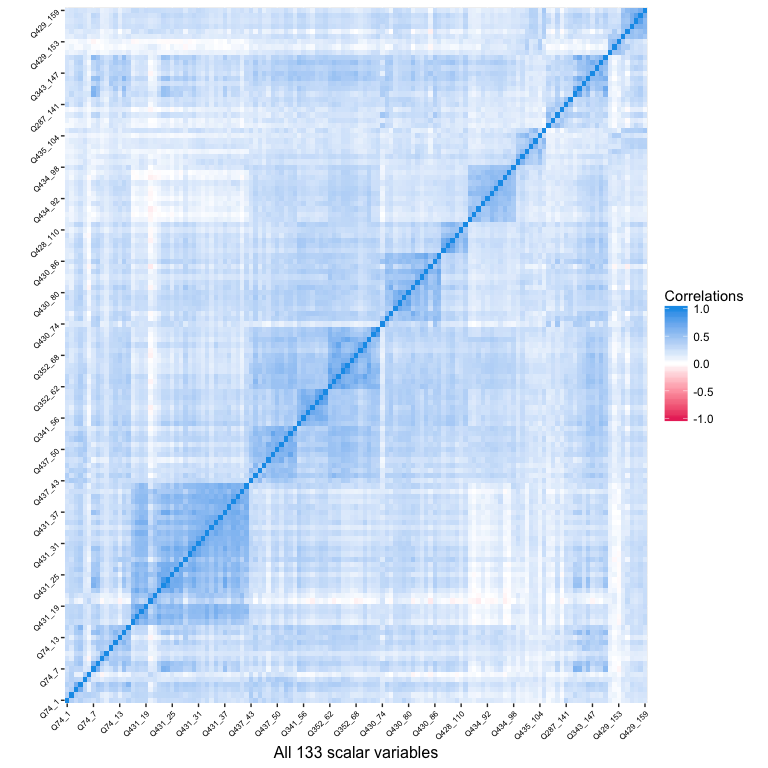 Q429_159
Q429_153
Q343_147
Q287_141
Q435_104
Q434_98
Q434_92
Q428_110
Q430_86
Q430_80
Q430_74
Q352_68
Q352_62
Q341_56
Q437_50
Q437_43
Q431_37
Q431_31
Q431_25
Q431_19
Q74_13
Q74_7
Q74_1
Q74_1 Q74_7 Q74_13 Q431_19 Q431_25 Q431_31 Q431_37 Q437_43 Q437_50 Q341_56 Q352_62 Q352_68 Q430_74 Q430_80 Q430_86 Q428_110 Q434_92 Q434_98 Q435_104 Q287_141 Q343_147 Q429_153 Q429_159
All 133 scalar variables
Correlations
1.0
0.5
0.0
-0.5
-1.0